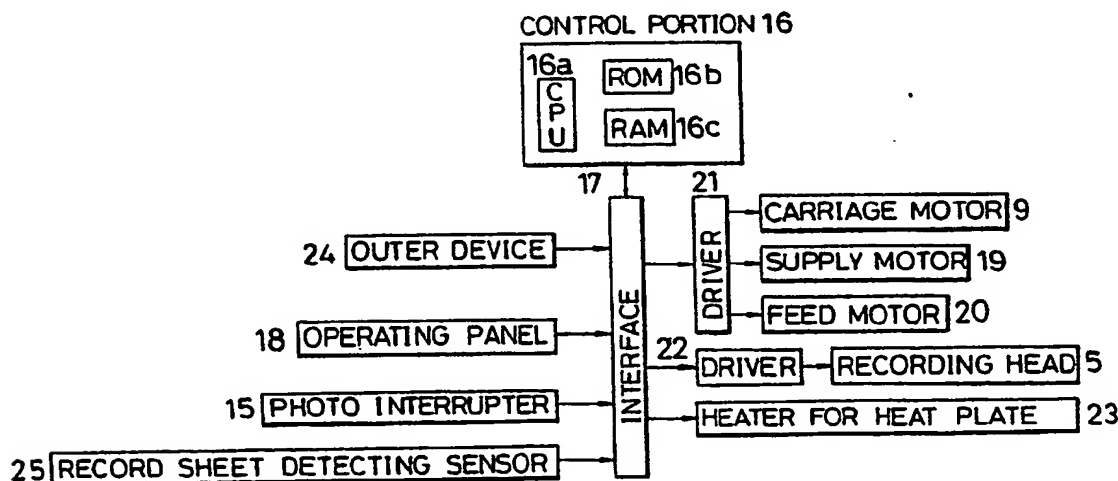 CONTROL PORTION 16
16a
CPU
ROM 16b
RAM 16c
17
21
INTERFACE
DRIVER
CARRIAGE MOTOR 9
24 OUTER DEVICE
SUPPLY MOTOR 19
FEED MOTOR 20
18 OPERATING PANEL
22
DRIVER
RECORDING HEAD 5
15 PHOTO INTERRUPTER
HEATER FOR HEAT PLATE 23
25 RECORD SHEET DETECTING SENSOR